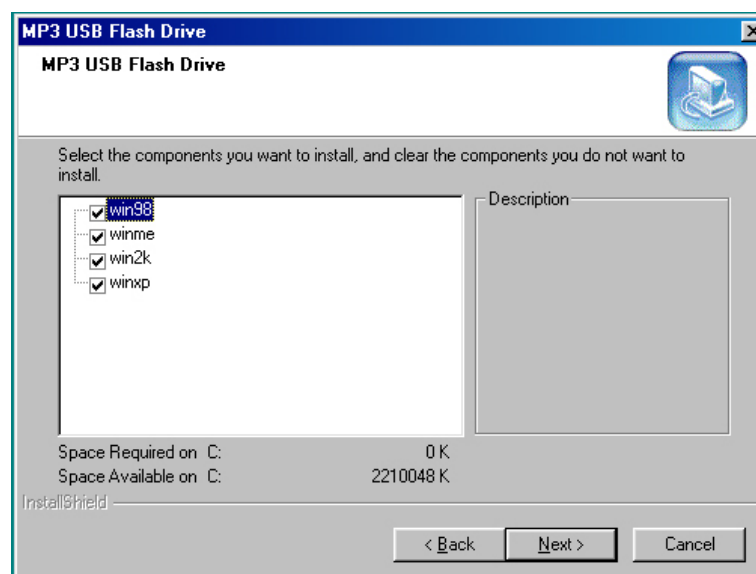 MP3 USB Flash Drive
MP3 USB Flash Drive
Select the components you want to install, and clear the components you do not want to
install.
win98
winme
win2k
winxp
Description
Space Required on C: 0 K
Space Available on C: 2210048 K
InstallShield
< Back Next > Cancel